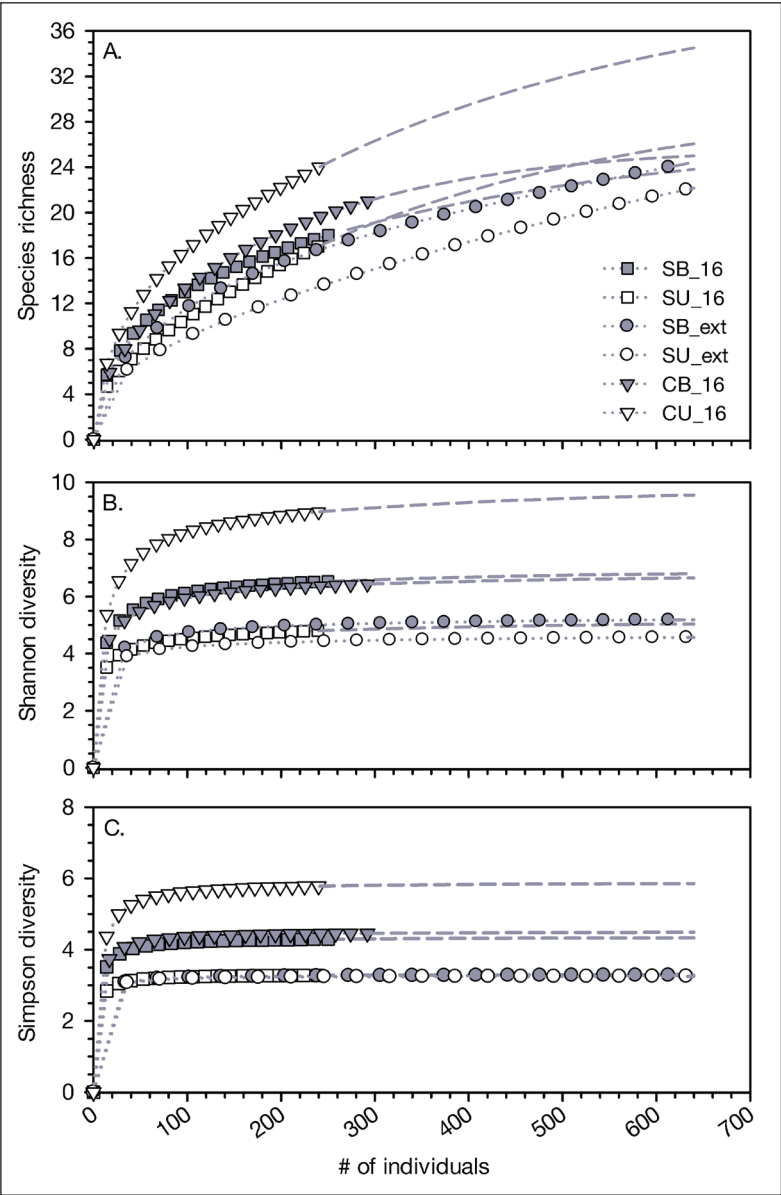 A.
36
32
28
24
20
16
12
8
4
0
Species richness
SB_16
SU_16
SB_ext
SU_ext
CB_16
CU_16
B.
10
8
6
4
2
0
Shannon diversity
C.
8
6
4
2
0
Simpson diversity
0 100 200 300 400 500 600 700
# of individuals